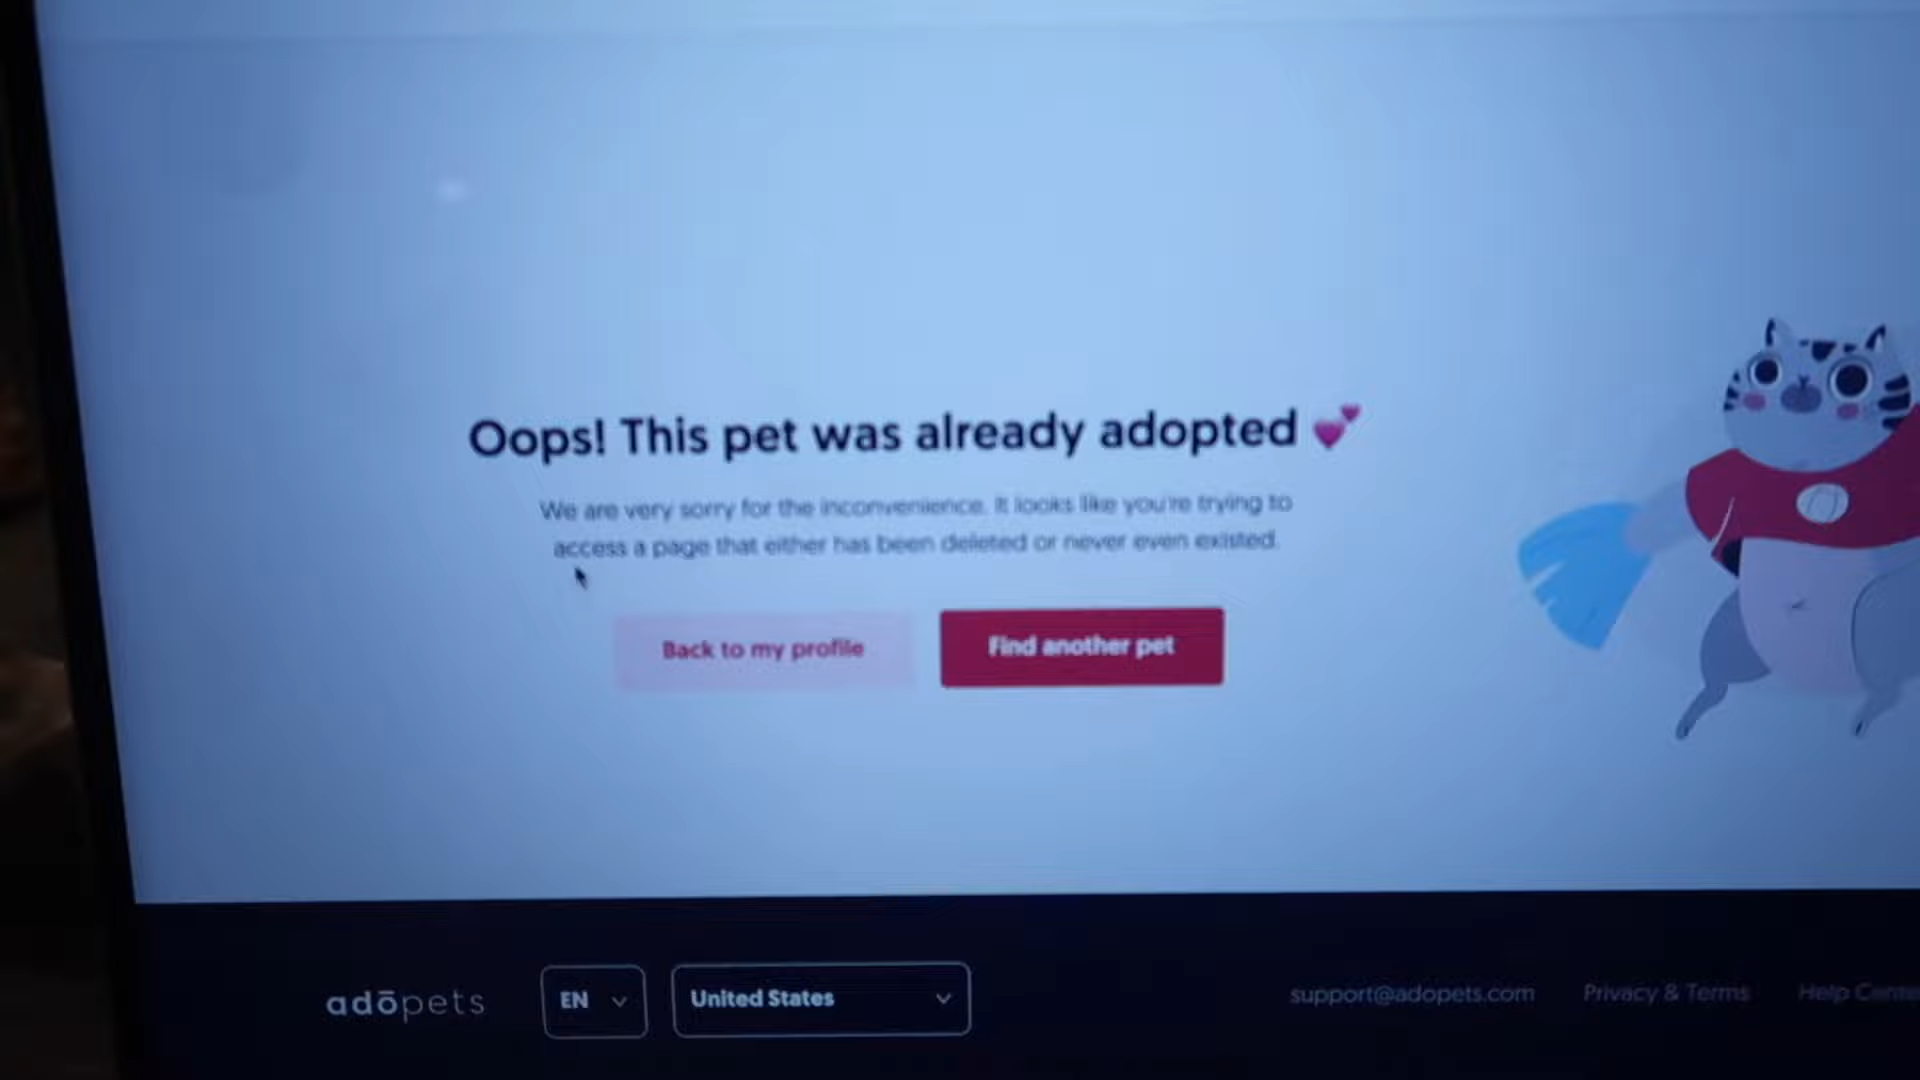 Oops! This pet was already adopted 💕
We are very sorry for the inconvenience. It looks like you're trying to
access a page that either has been deleted or never even existed.
Back to my profile
Find another pet
adōpets
EN
United States
support@adopets.com
Privacy & Terms
Help